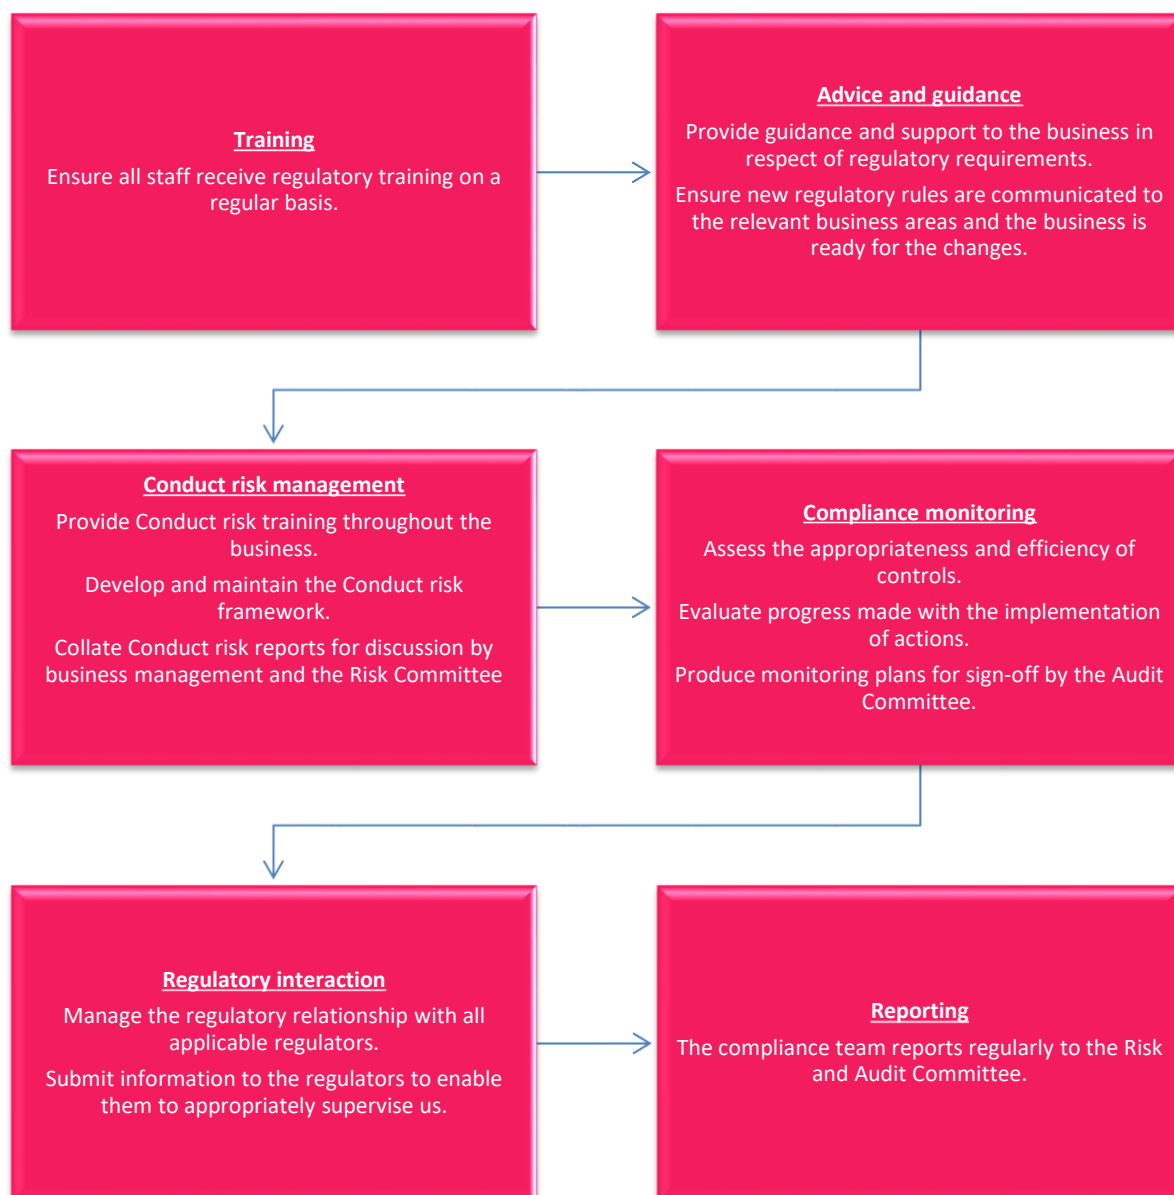 Training
Ensure all staff receive regulatory training on a
regular basis.
Advice and guidance
Provide guidance and support to the business in
respect of regulatory requirements.
Ensure new regulatory rules are communicated to
the relevant business areas and the business is
ready for the changes.
Conduct risk management
Provide Conduct risk training throughout the
business.
Develop and maintain the Conduct risk
framework.
Collate Conduct risk reports for discussion by
business management and the Risk Committee
Compliance monitoring
Assess the appropriateness and efficiency of
controls.
Evaluate progress made with the implementation
of actions.
Produce monitoring plans for sign-off by the Audit
Committee.
Regulatory interaction
Manage the regulatory relationship with all
applicable regulators.
Submit information to the regulators to enable
them to appropriately supervise us.
Reporting
The compliance team reports regularly to the Risk
and Audit Committee.